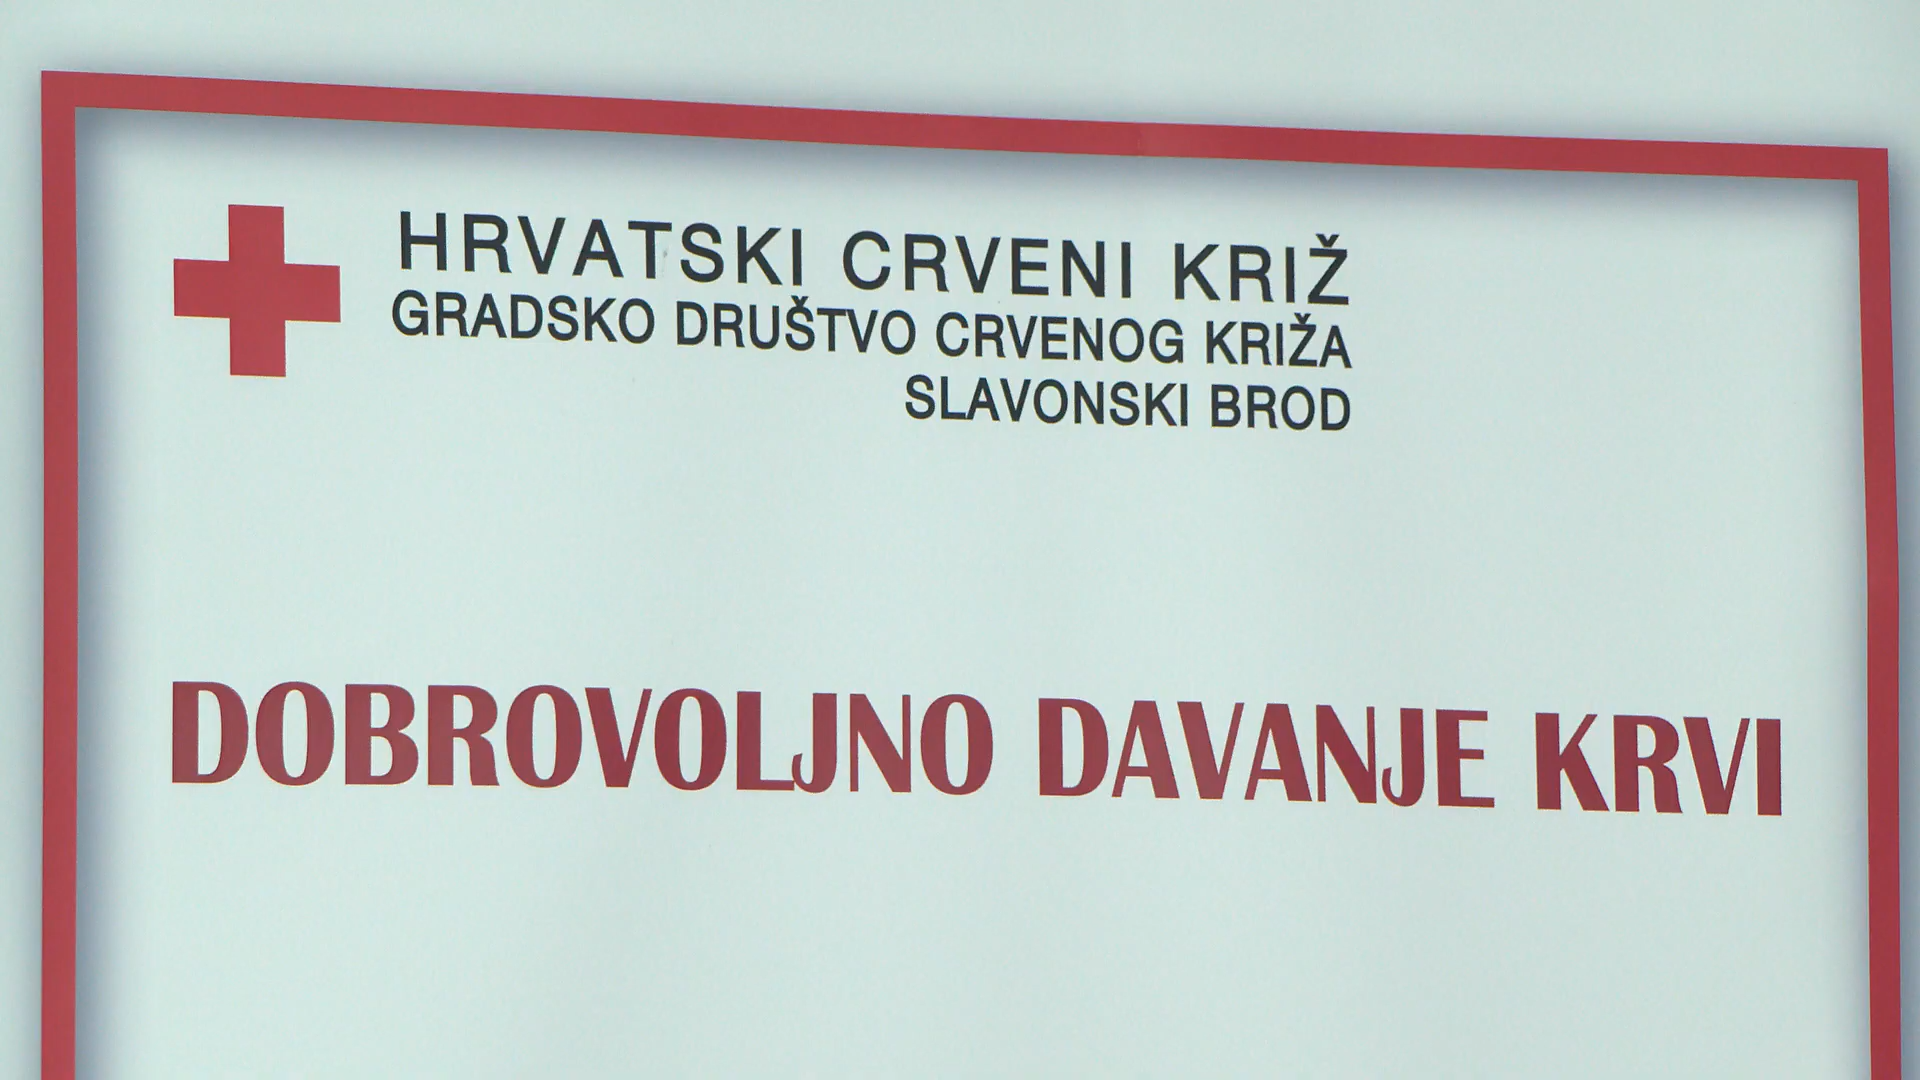 HRVATSKI CRVENI KRIŽ
GRADSKO DRUŠTVO CRVENOG KRIŽA
SLAVONSKI BROD
DOBROVOLJNO DAVANJE KRVI